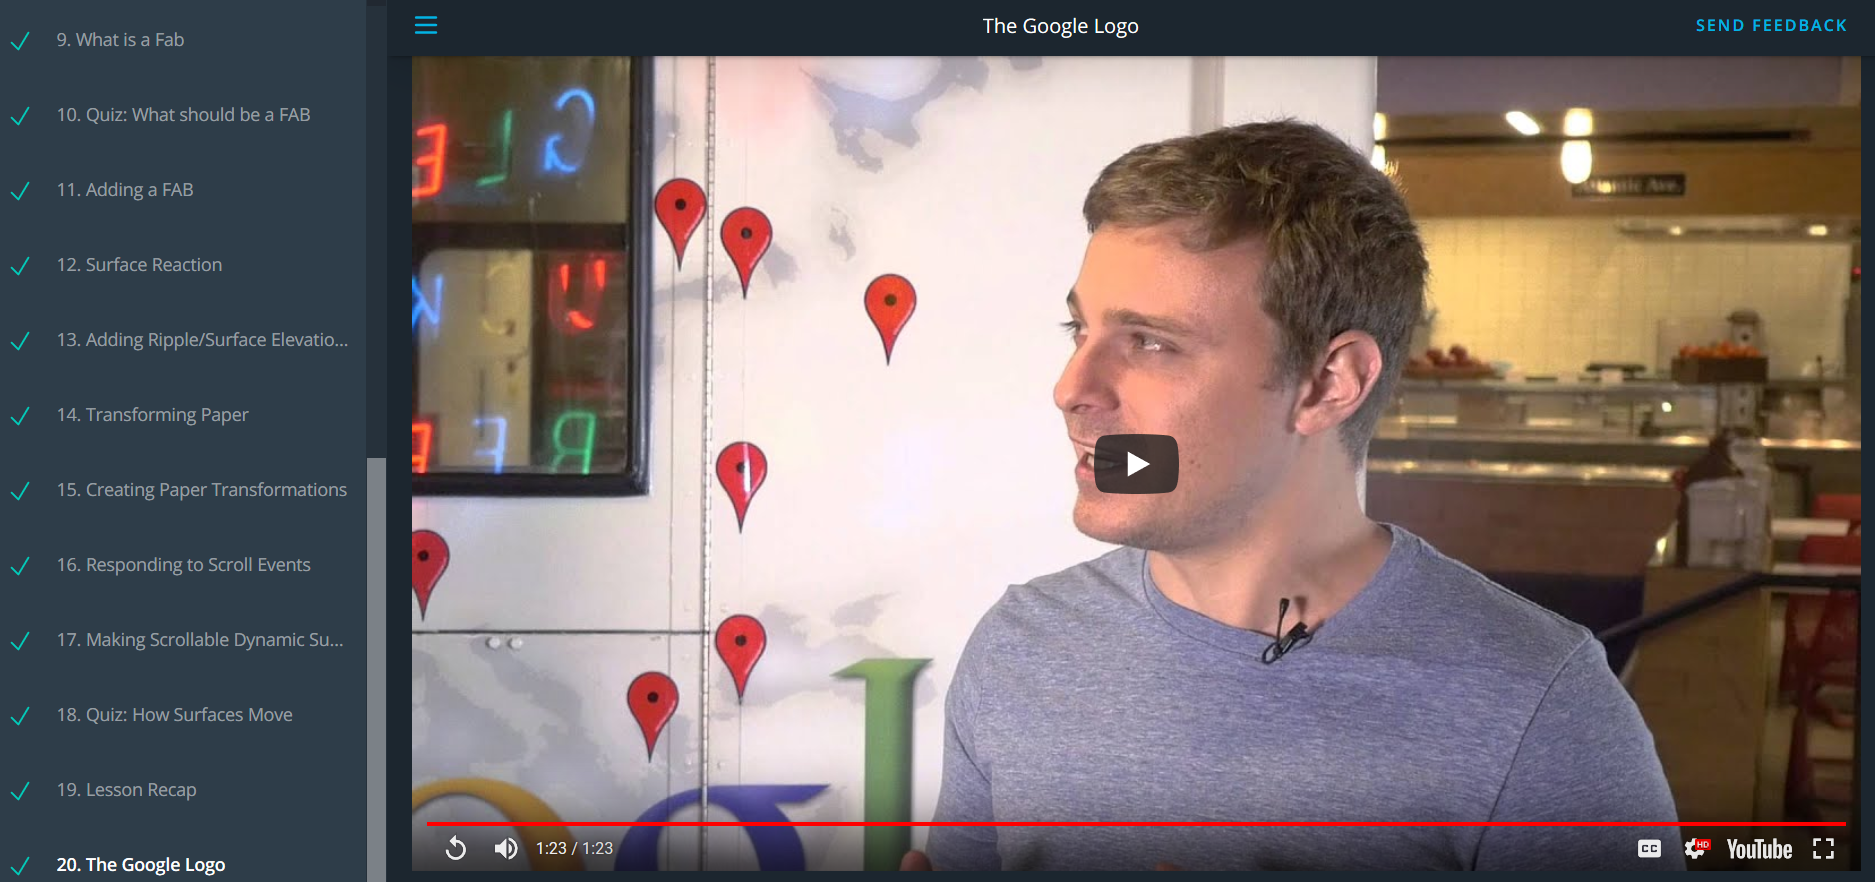 9. What is a Fab
10. Quiz: What should be a FAB
11. Adding a FAB
12. Surface Reaction
13. Adding Ripple/Surface Elevatio...
14. Transforming Paper
15. Creating Paper Transformations
16. Responding to Scroll Events
17. Making Scrollable Dynamic Su...
18. Quiz: How Surfaces Move
19. Lesson Recap
20. The Google Logo
The Google Logo
SEND FEEDBACK
Atlantic Ave.
1:23 / 1:23
CC
HD
YouTube